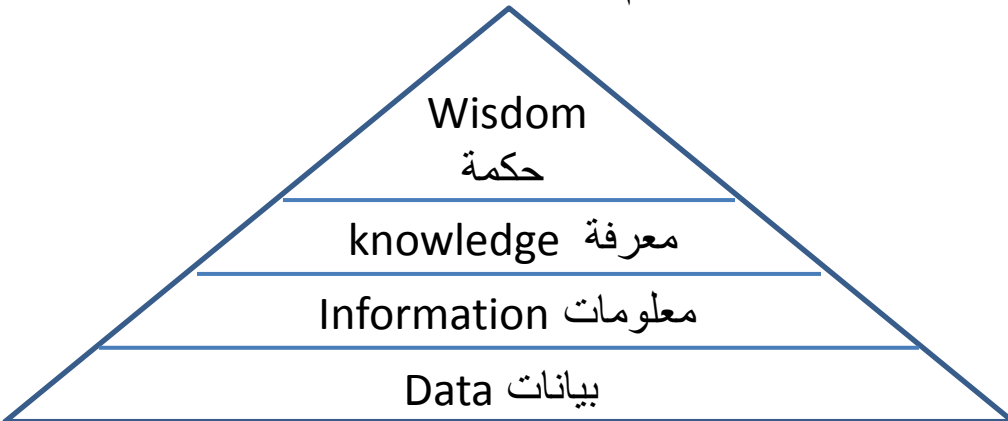 Wisdom
حكمة
knowledge معرفة
Information معلومات
Data بيانات